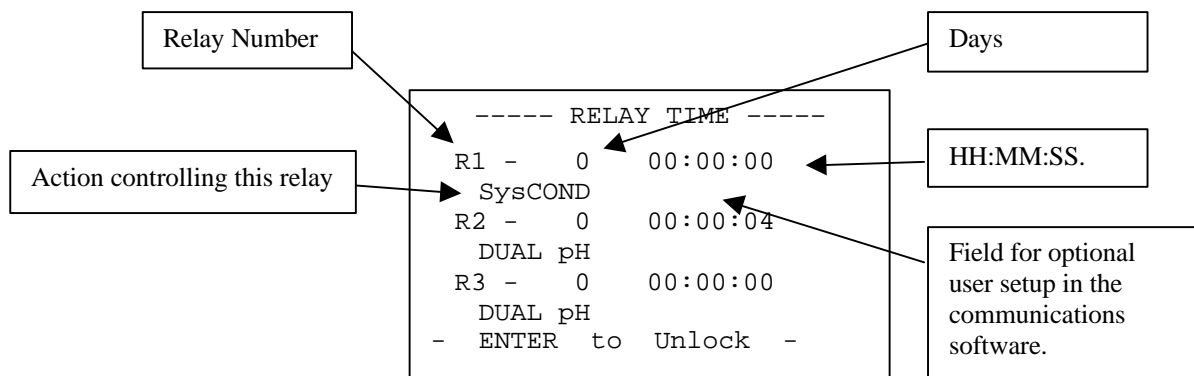 Relay Number
Days
----- RELAY TIME -----
R1 - 0 00:00:00
HH:MM:SS.
Action controlling this relay
SysCOND
R2 - 0 00:00:04
DUAL pH
Field for optional
user setup in the
communications
software.
R3 - 0 00:00:00
DUAL pH
- ENTER to Unlock -